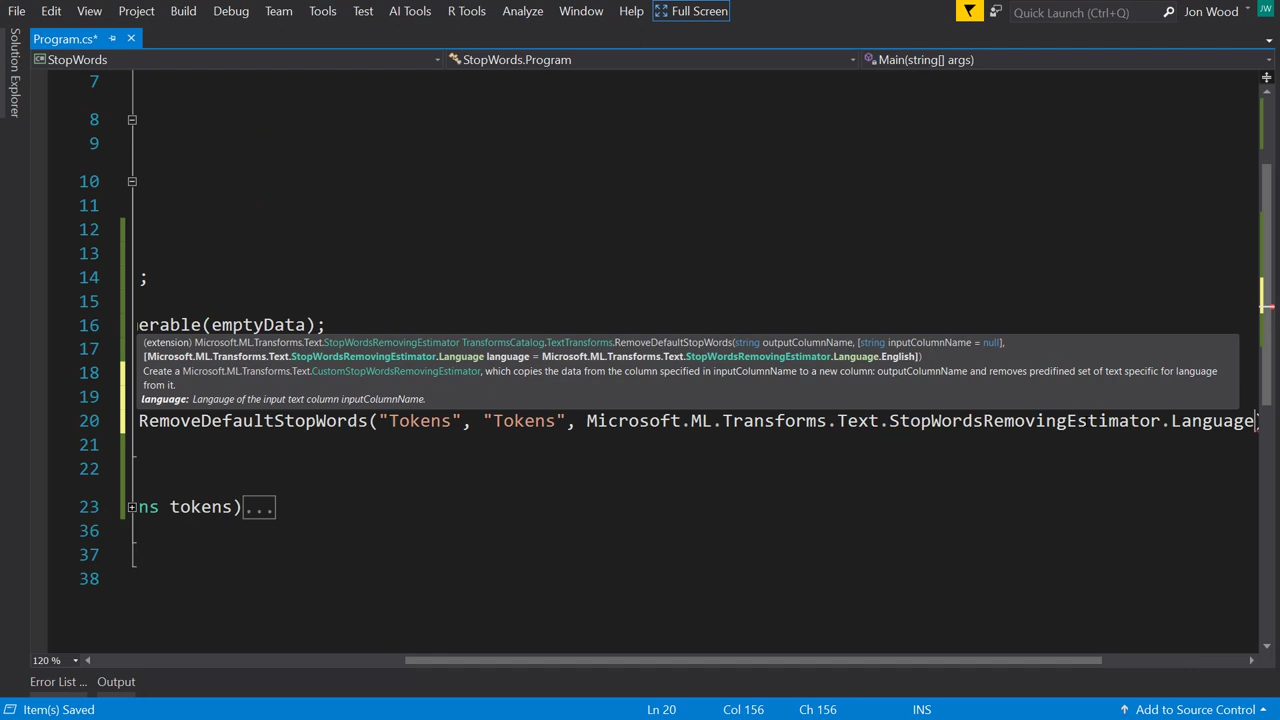 File Edit View Project Build Debug Team Tools Test AI Tools R Tools Analyze Window Help Full Screen Quick Launch (Ctrl+Q) Jon Wood JW
Program.cs*
Solution Explorer
StopWords StopWords.Program Main(string[] args)
7
8
9
10
11
12
13
14 ;
15
16 erable(emptyData);
17
(extension) Microsoft.ML.Transforms.Text.StopWordsRemovingEstimator TransformsCatalog.TextTransforms.RemoveDefaultStopWords(string outputColumnName, [string inputColumnName = null],
[Microsoft.ML.Transforms.Text.StopWordsRemovingEstimator.Language language = Microsoft.ML.Transforms.Text.StopWordsRemovingEstimator.Language.English])
18 Create a Microsoft.ML.Transforms.Text.CustomStopWordsRemovingEstimator, which copies the data from the column specified in inputColumnName to a new column: outputColumnName and removes predifined set of text specific for language
from it.
19 language: Langauge of the input text column inputColumnName.
20 RemoveDefaultStopWords("Tokens", "Tokens", Microsoft.ML.Transforms.Text.StopWordsRemovingEstimator.Language)
21
22
23 ns tokens)...
36
37
38
120 %
Error List ... Output
Item(s) Saved Ln 20 Col 156 Ch 156 INS Add to Source Control